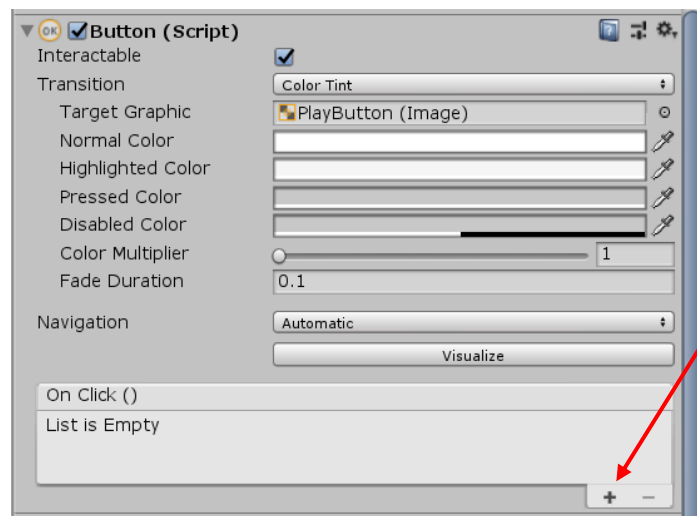 OK Button (Script)
Interactable
Transition Color Tint
Target Graphic PlayButton (Image)
Normal Color
Highlighted Color
Pressed Color
Disabled Color
Color Multiplier 1
Fade Duration 0.1
Navigation Automatic
Visualize
On Click ()
List is Empty
+ −